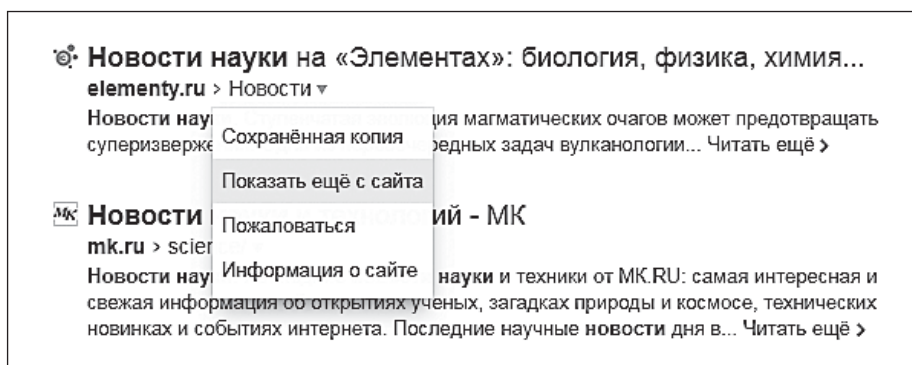 Новости науки на «Элементах»: биология, физика, химия...
elementy.ru > Новости
Новости нау ия магматических очагов может предотвращать
суперизверже редных задач вулканологии... Читать ещё >
Сохранённая копия
Показать ещё с сайта
Пожаловаться
Информация о сайте
МК Новости ий - МК
mk.ru > scien
Новости нау науки и техники от MK.RU: самая интересная и
свежая информация об открытиях ученых, загадках природы и космосе, технических
новинках и событиях интернета. Последние научные новости дня в... Читать ещё >